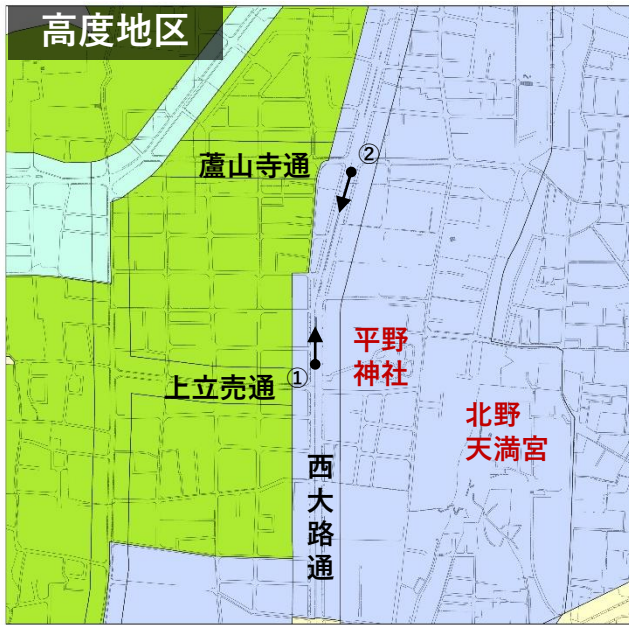 高度地区
②
蘆山寺通
平野
神社
①
上立売通
北野
天満宮
西大路通